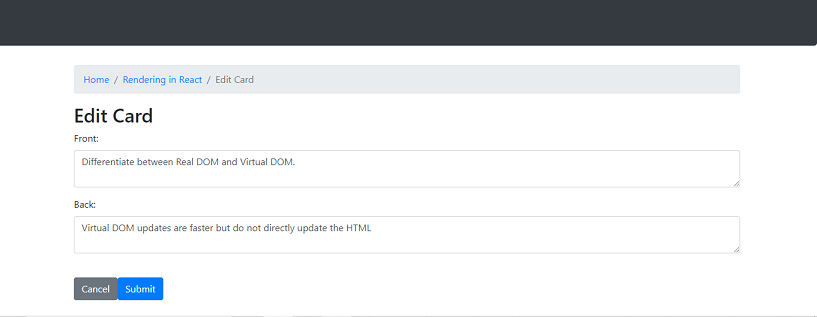 Home / Rendering in React / Edit Card
Edit Card
Front:
Differentiate between Real DOM and Virtual DOM.
Back:
Virtual DOM updates are faster but do not directly update the HTML
Cancel Submit